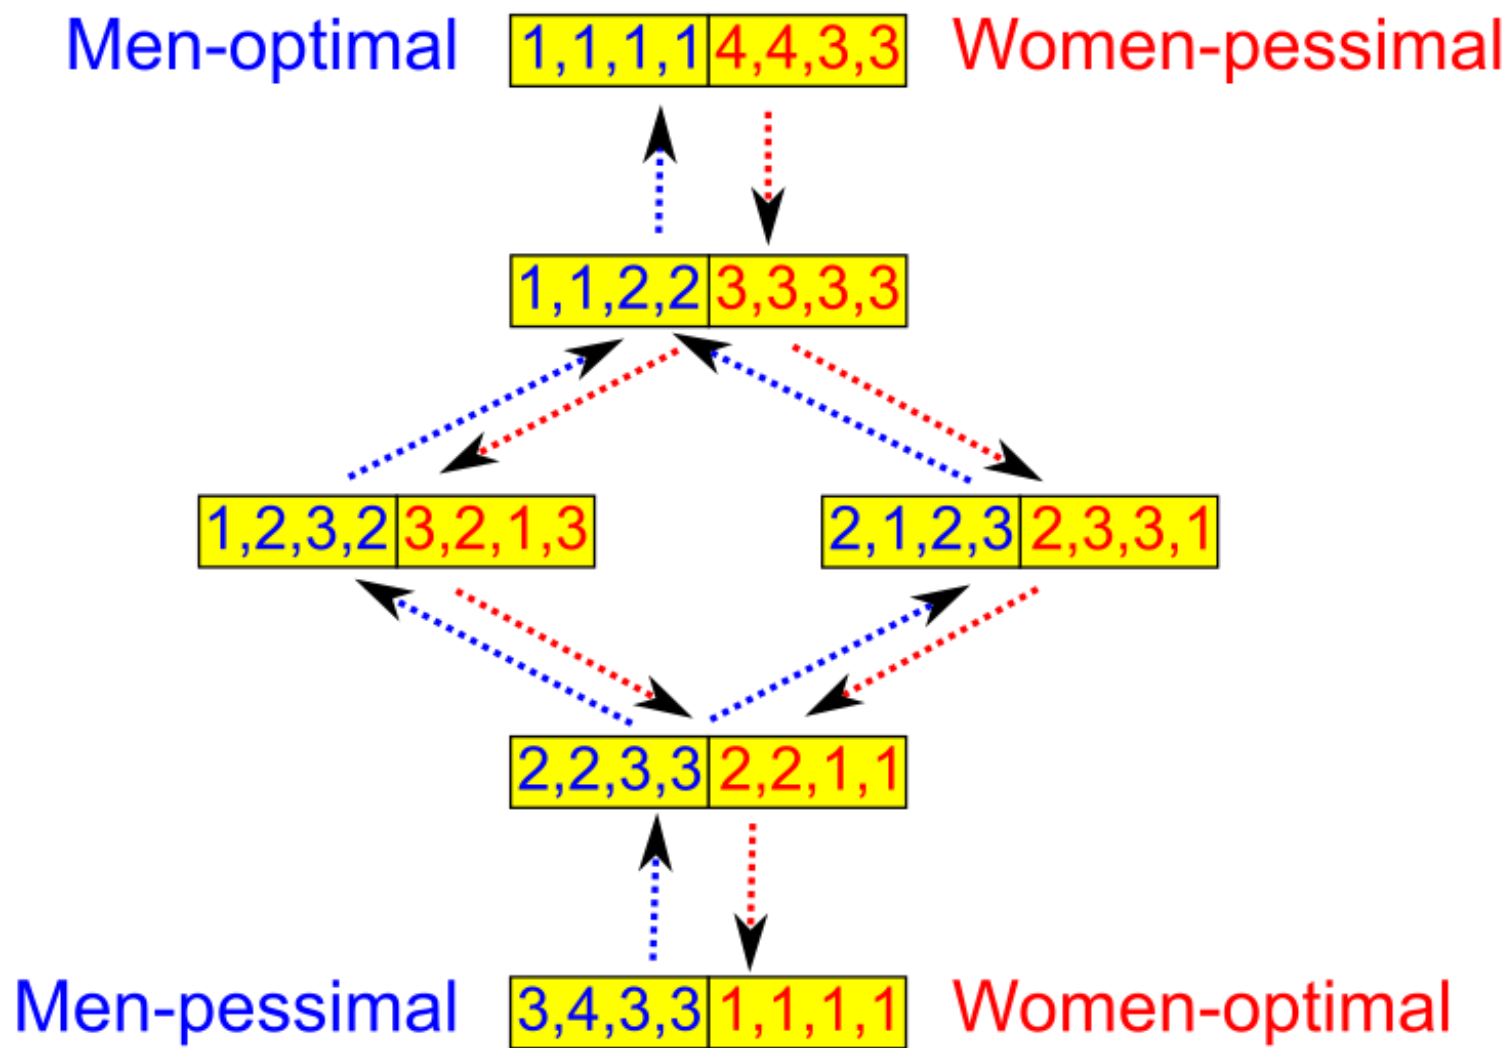 Men-optimal 1,1,1,1 4,4,3,3 Women-pessimal
1,1,2,2 3,3,3,3
1,2,3,2 3,2,1,3 2,1,2,3 2,3,3,1
2,2,3,3 2,2,1,1
Men-pessimal 3,4,3,3 1,1,1,1 Women-optimal